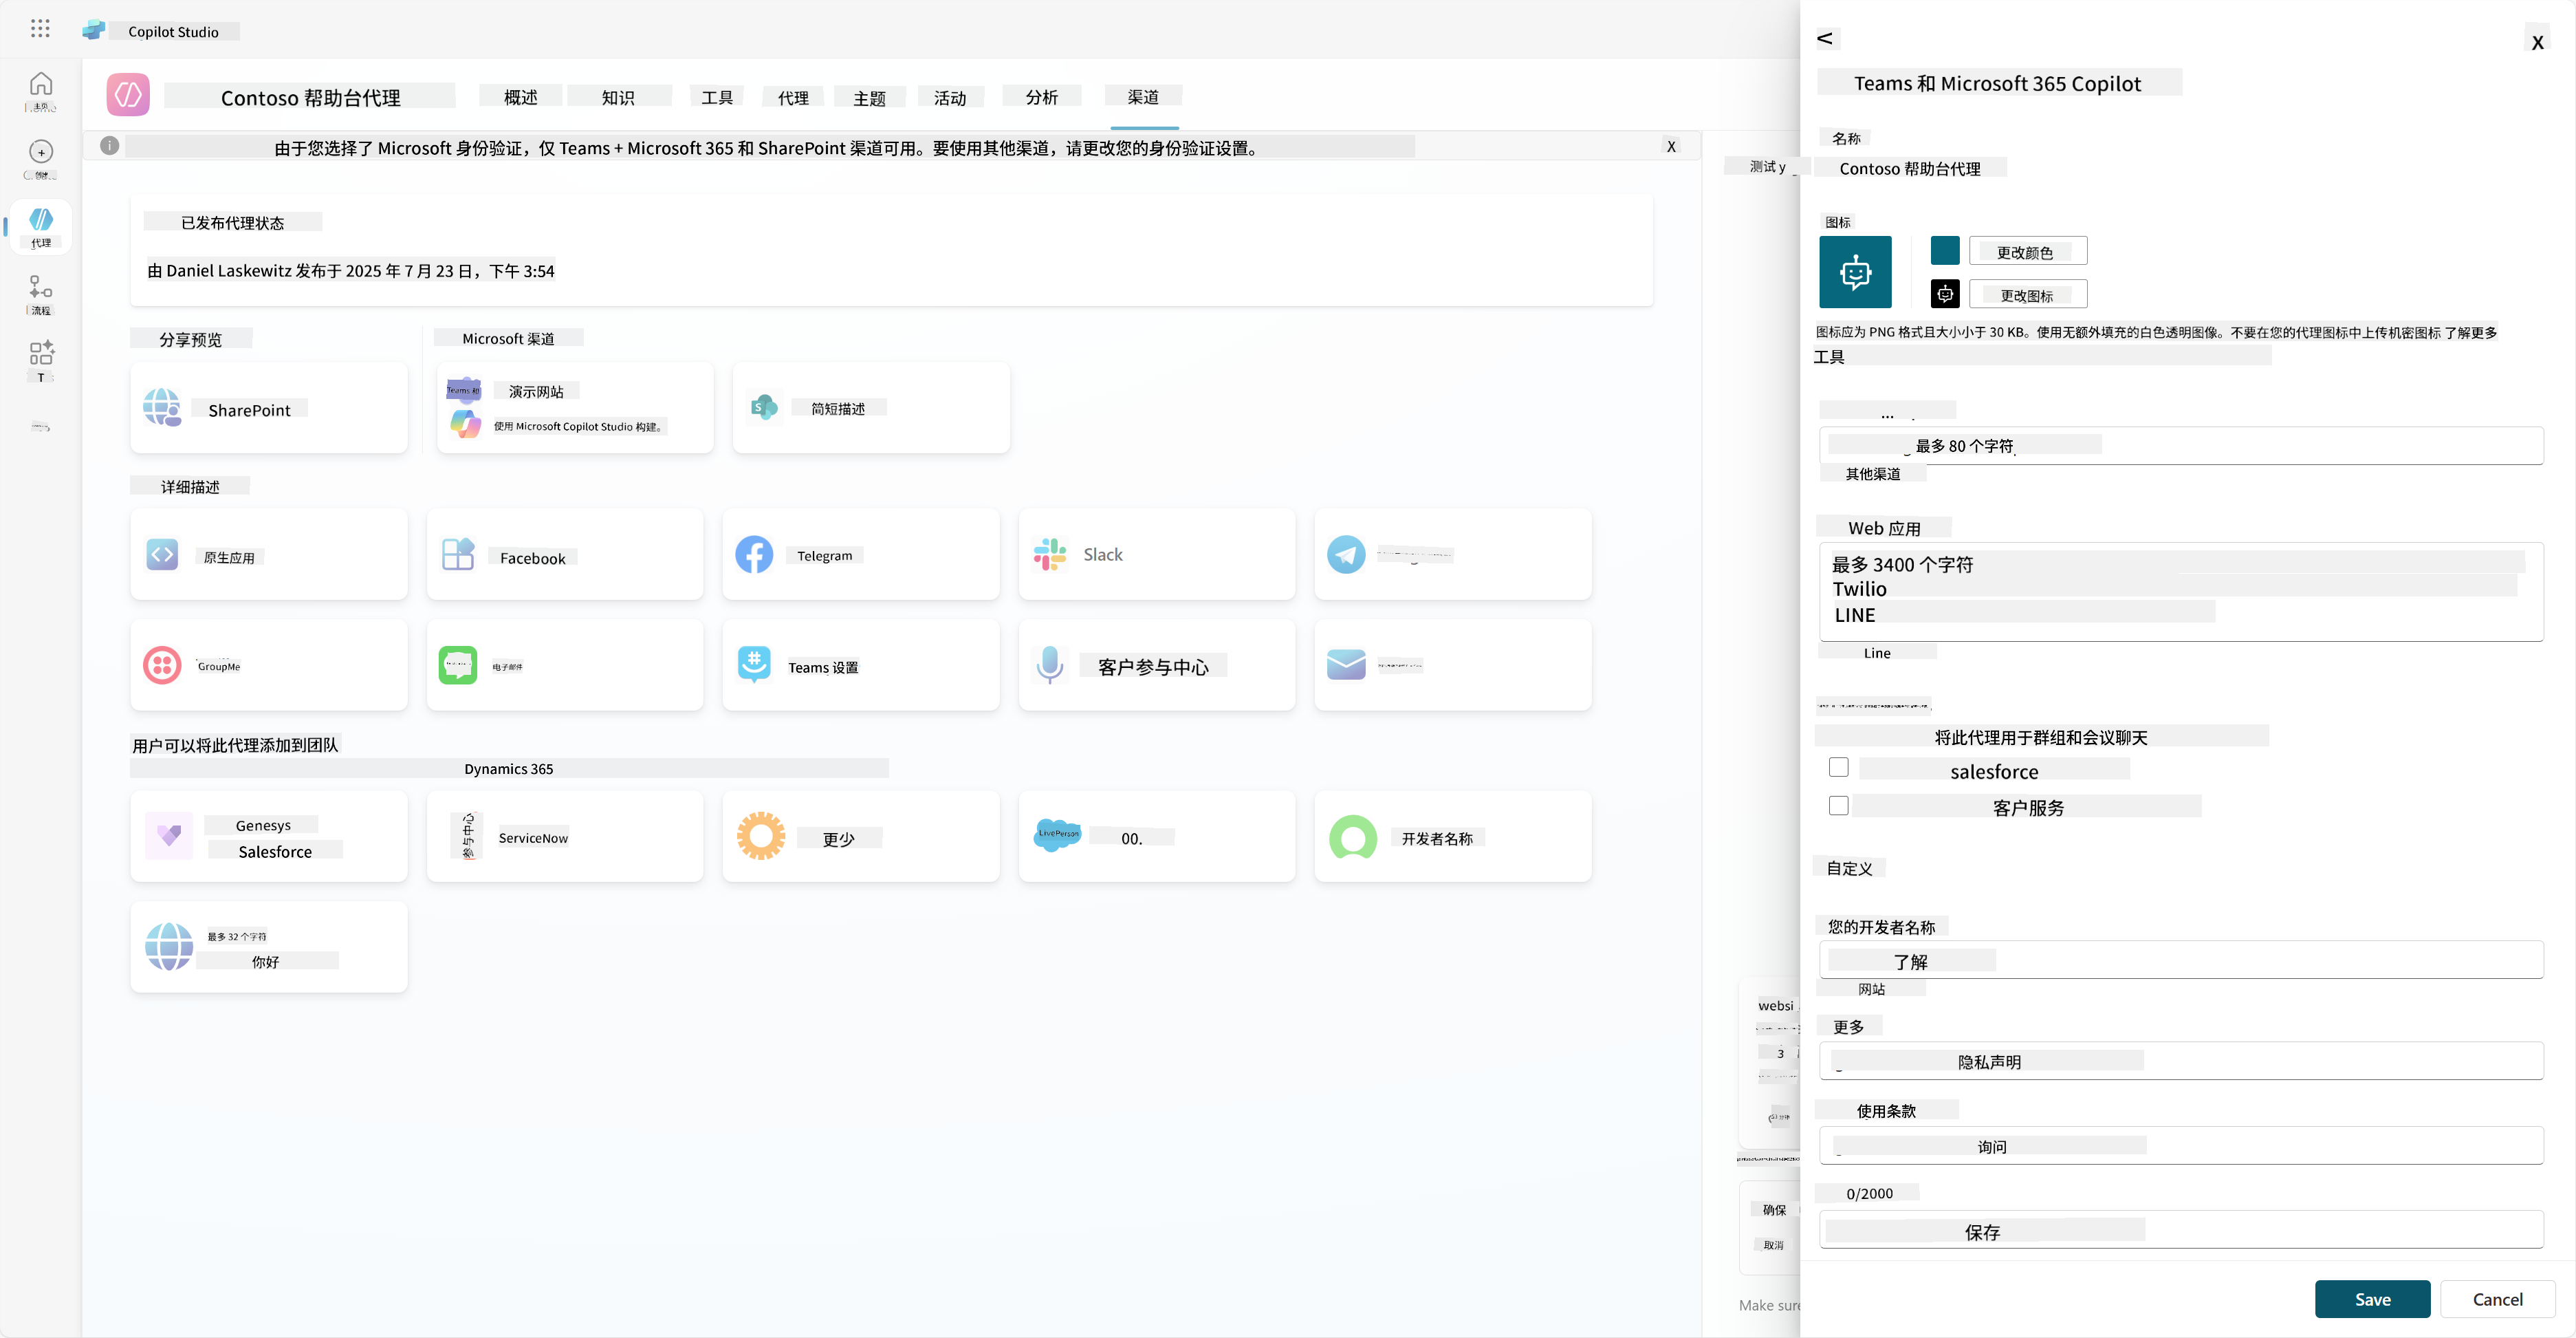 Copilot Studio
主页
创建
代理
流程
T
Contoso 帮助台代理
概述
知识
工具
代理
主题
活动
分析
渠道
由于您选择了 Microsoft 身份验证，仅 Teams + Microsoft 365 和 SharePoint 渠道可用。要使用其他渠道，请更改您的身份验证设置。
X
已发布代理状态
由 Daniel Laskewitz 发布于 2025 年 7 月 23 日，下午 3:54
分享预览
Microsoft 渠道
SharePoint
Teams 和
演示网站
使用 Microsoft Copilot Studio 构建。
S
简短描述
详细描述
原生应用
Facebook
Telegram
Slack
GroupMe
电子邮件
Teams 设置
客户参与中心
用户可以将此代理添加到团队
Dynamics 365
Genesys
Salesforce
参与中心
ServiceNow
更少
LivePerson
00.
开发者名称
最多 32 个字符
你好
测试 y
websi
3
确保
取消
Make sure
<
X
Teams 和 Microsoft 365 Copilot
名称
Contoso 帮助台代理
图标
更改颜色
更改图标
图标应为 PNG 格式且大小小于 30 KB。使用无额外填充的白色透明图像。不要在您的代理图标中上传机密图标 了解更多
工具
...
最多 80 个字符
其他渠道
Web 应用
最多 3400 个字符
Twilio
LINE
Line
将此代理用于群组和会议聊天
salesforce
客户服务
自定义
您的开发者名称
了解
网站
更多
隐私声明
使用条款
询问
0/2000
保存
Save
Cancel